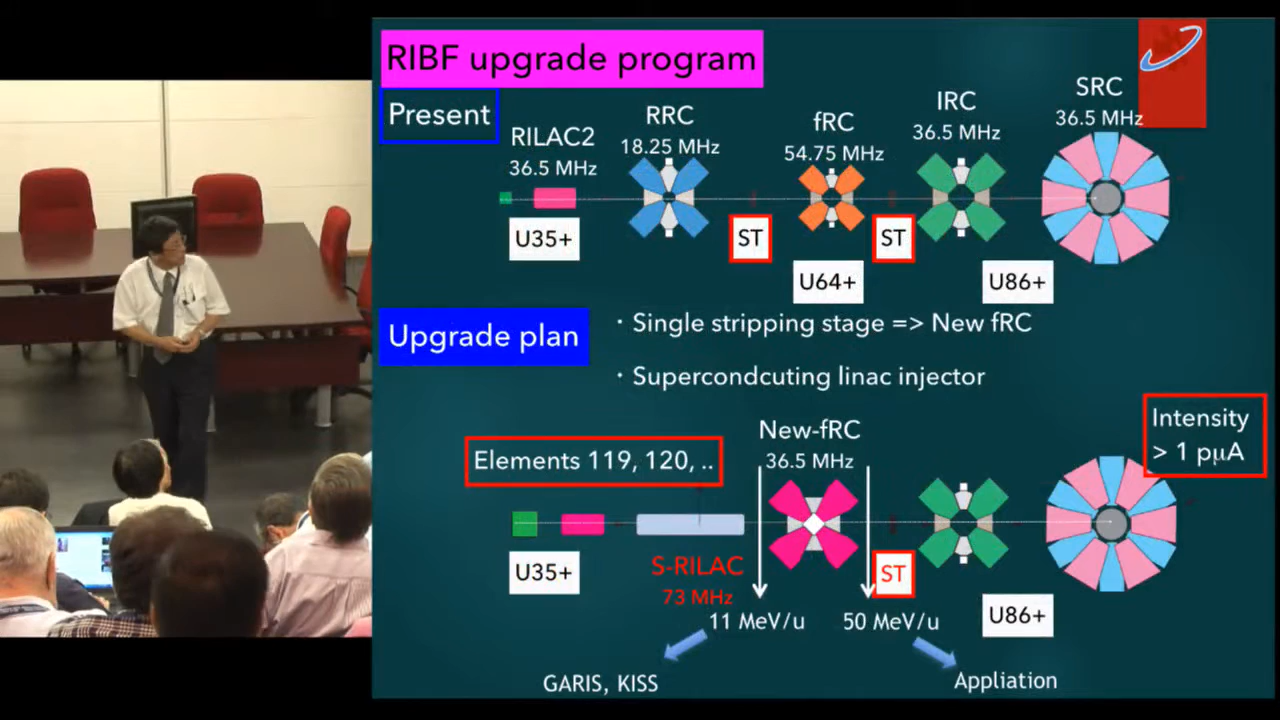 RIBF upgrade program
Present
RILAC2
36.5 MHz
RRC
18.25 MHz
fRC
54.75 MHz
IRC
36.5 MHz
SRC
36.5 MHz
U35+
ST
ST
U64+
U86+
Upgrade plan
· Single stripping stage => New fRC
· Supercondcuting linac injector
Elements 119, 120, ..
New-fRC
36.5 MHz
Intensity
> 1 pμA
U35+
S-RILAC
73 MHz
ST
U86+
11 MeV/u
50 MeV/u
GARIS, KISS
Appliation